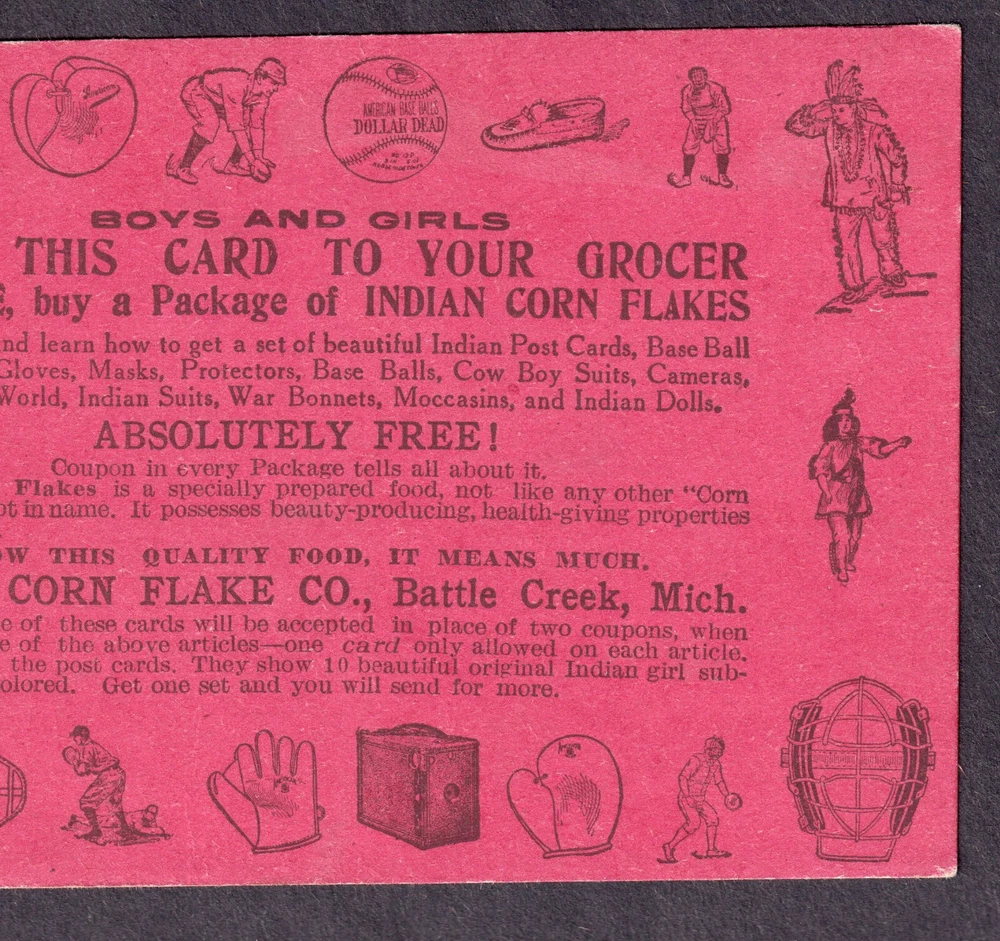 AMERICAN BASE BALLS
DOLLAR DEAD
BOYS AND GIRLS
THIS CARD TO YOUR GROCER
, buy a Package of INDIAN CORN FLAKES
nd learn how to get a set of beautiful Indian Post Cards, Base Ball
Gloves, Masks, Protectors, Base Balls, Cow Boy Suits, Cameras,
World, Indian Suits, War Bonnets, Moccasins, and Indian Dolls.
ABSOLUTELY FREE!
Coupon in every Package tells all about it.
Flakes is a specially prepared food, not like any other "Corn
ot in name. It possesses beauty-producing, health-giving properties
OW THIS QUALITY FOOD, IT MEANS MUCH.
CORN FLAKE CO., Battle Creek, Mich.
e of these cards will be accepted in place of two coupons, when
e of the above articles—one card only allowed on each article.
the post cards. They show 10 beautiful original Indian girl sub-
olored. Get one set and you will send for more.